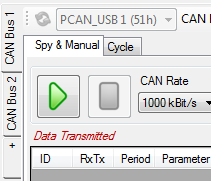 CAN Bus 1
CAN Bus 2
+
PCAN_USB 1 (51h)
CAN B
Spy & Manual
Cycle
CAN Rate
1000 kBit/s
Data Transmitted
ID RxTx Period Parameter